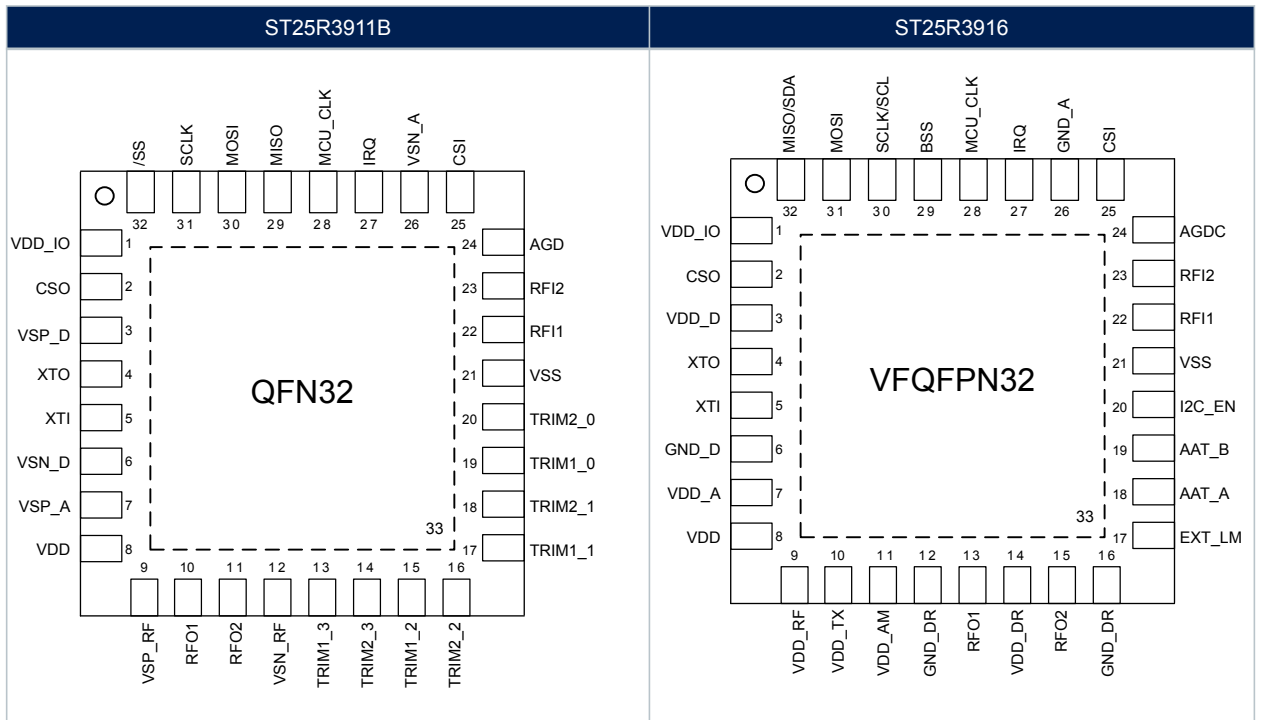 ST25R3911B
ST25R3916
/SS
SCLK
MOSI
MISO
MCU_CLK
IRQ
VSN_A
CSI
32 31 30 29 28 27 26 25
VDD_IO 1
CSO 2
VSP_D 3
XTO 4
XTI 5
VSN_D 6
VSP_A 7
VDD 8
QFN32
24 AGD
23 RFI2
22 RFI1
21 VSS
20 TRIM2_0
19 TRIM1_0
18 TRIM2_1
17 TRIM1_1
33
9 10 11 12 13 14 15 16
VSP_RF
RFO1
RFO2
VSN_RF
TRIM1_3
TRIM2_3
TRIM1_2
TRIM2_2
MISO/SDA
MOSI
SCLK/SCL
BSS
MCU_CLK
IRQ
GND_A
CSI
32 31 30 29 28 27 26 25
VDD_IO 1
CSO 2
VDD_D 3
XTO 4
XTI 5
GND_D 6
VDD_A 7
VDD 8
VFQFPN32
24 AGDC
23 RFI2
22 RFI1
21 VSS
20 I2C_EN
19 AAT_B
18 AAT_A
17 EXT_LM
33
9 10 11 12 13 14 15 16
VDD_RF
VDD_TX
VDD_AM
GND_DR
RFO1
VDD_DR
RFO2
GND_DR